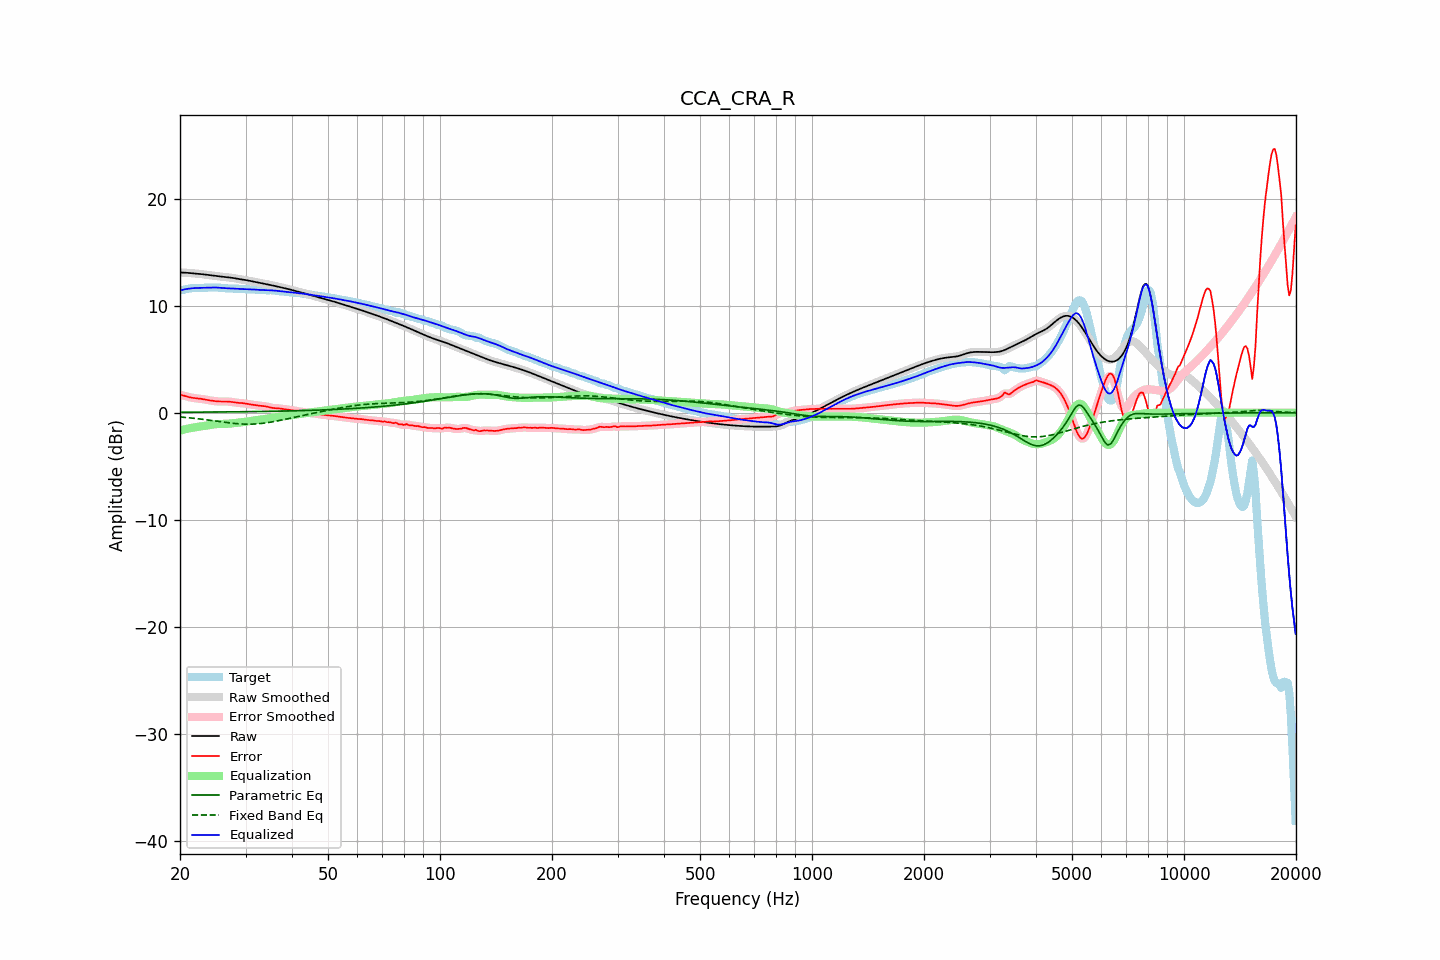 CCA_CRA_R
20
10
0
−10
−20
−30
−40
Amplitude (dBr)
Target
Raw Smoothed
Error Smoothed
Raw
Error
Equalization
Parametric Eq
Fixed Band Eq
Equalized
20 50 100 200 500 1000 2000 5000 10000 20000
Frequency (Hz)